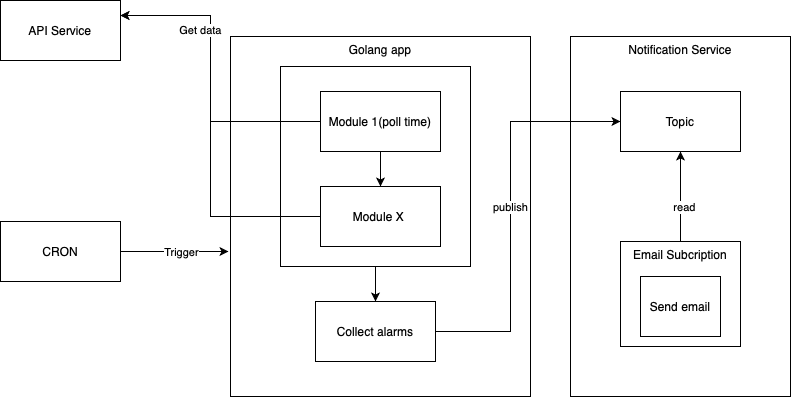 API Service
Get data
Golang app
Notification Service
Module 1(poll time)
Topic
publish
read
Module X
CRON
Trigger
Email Subcription
Send email
Collect alarms